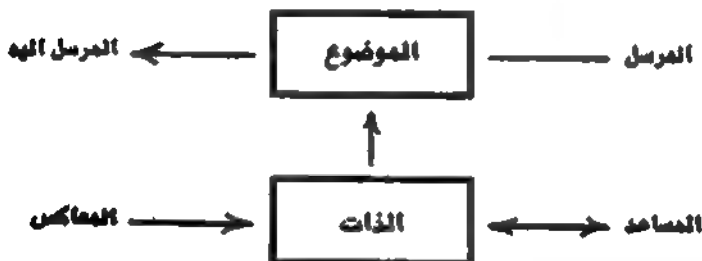 المرسل الموضوع المرسل اليه
المساعد الذات المعاكس